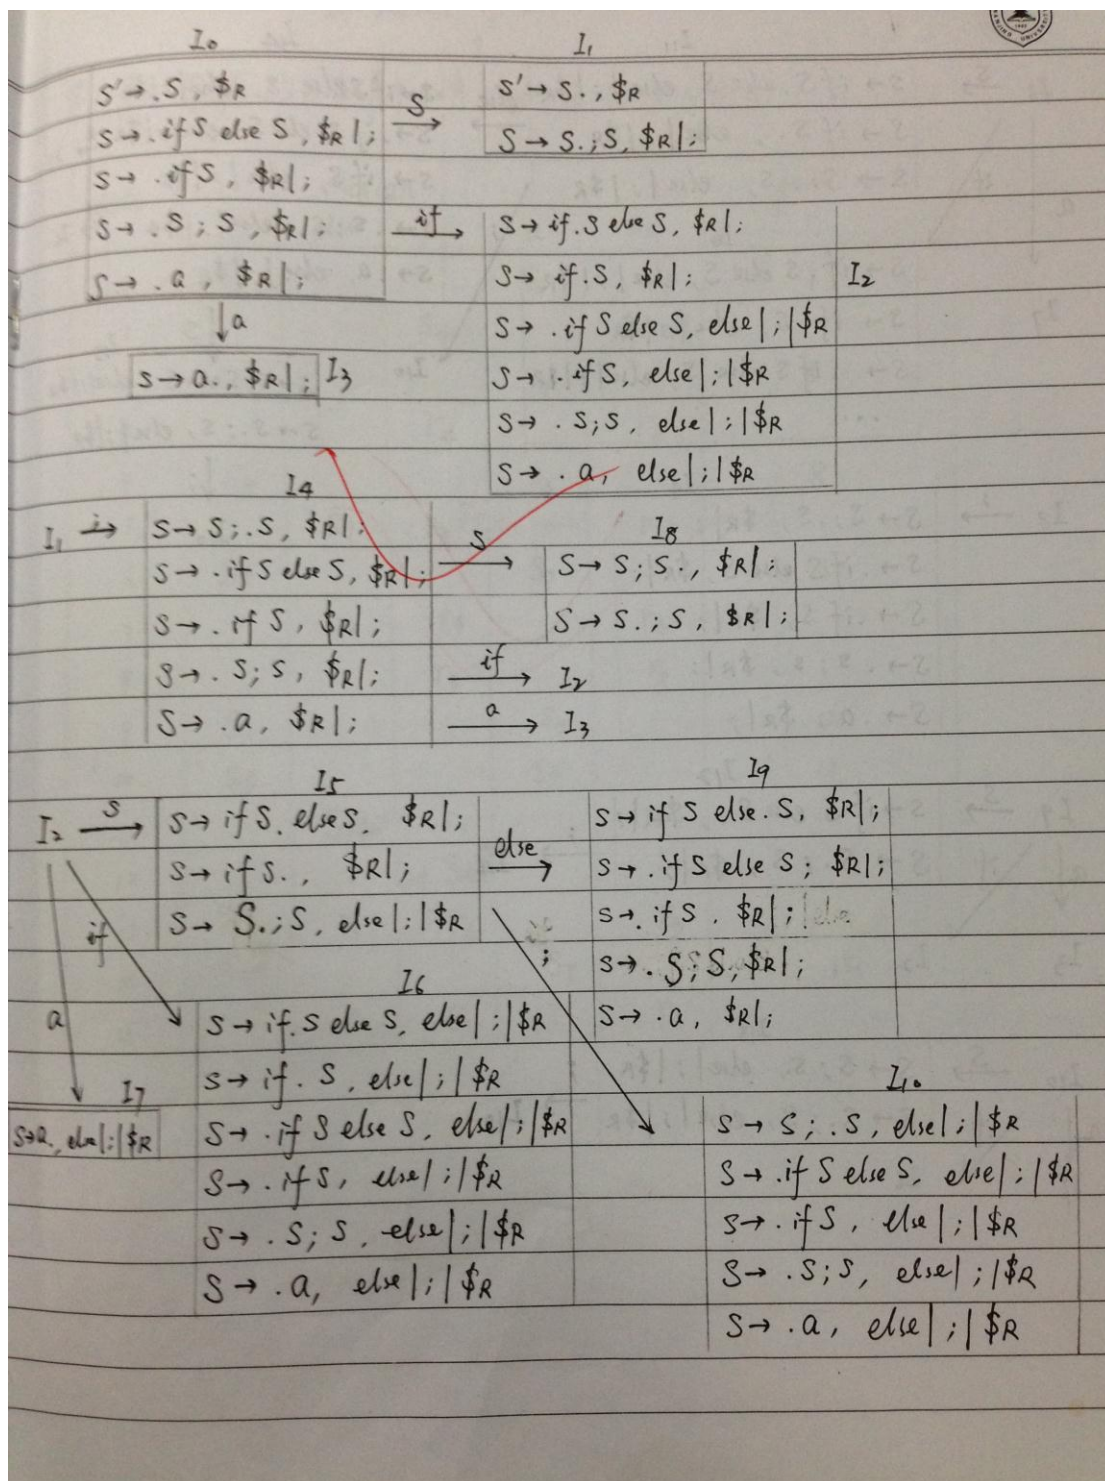 I0 I1
S'→.S, $R S'→S., $R
S→.if S else S, $R|; S S→S.;S, $R|;
S→.if S, $R|;
S→.S;S, $R|; if S→if.S else S, $R|;
S→.a, $R|; S→if.S, $R|; I2
a S→.if S else S, else|;|$R
S→a., $R|; I3 S→.if S, else|;|$R
S→.S;S, else|;|$R
S→.a, else|;|$R
I4
I1 ; S→S;.S, $R|; S I8
S→.if S else S, $R|; S→S;S., $R|;
S→.if S, $R|; S→S.;S, $R|;
S→.S;S, $R|; if I2
S→.a, $R|; a I3
I5 I9
I2 S S→if S.else S. $R|; S→if S else.S, $R|;
S→if S., $R|; else S→.if S else S; $R|;
S→S.;S, else|;|$R S→.if S. $R|;
if ; S→.S;S, $R|;
I6
a S→if.S else S, else|;|$R S→.a, $R|;
S→if.S, else|;|$R
I7 I10
S→a., else|;|$R S→.if S else S, else|;|$R S→S;.S, else|;|$R
S→.if S, else|;|$R S→.if S else S, else|;|$R
S→.S;S, else|;|$R S→.if S, else|;|$R
S→.a, else|;|$R S→.S;S, else|;|$R
S→.a, else|;|$R